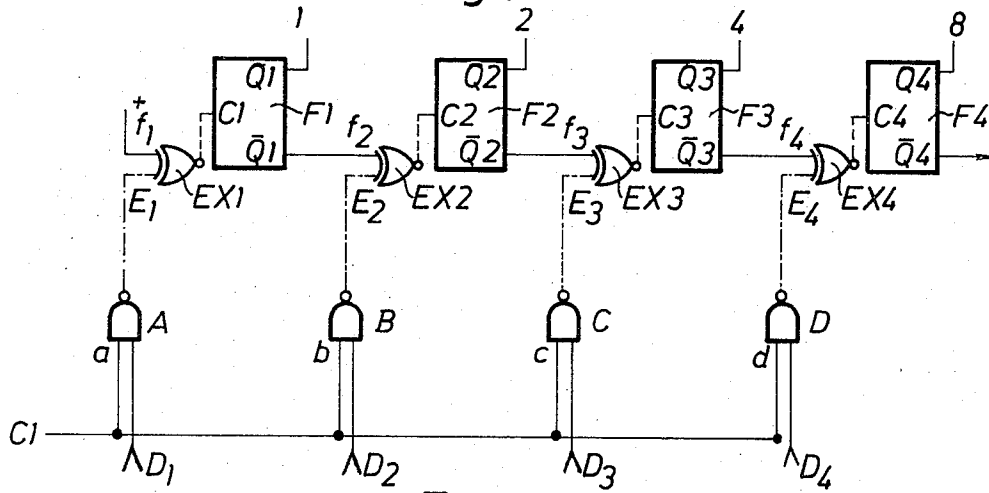 1 2 4 8
Q1 Q2 Q3 Q4
+
f1 C1 F1 f2 C2 F2 f3 C3 F3 f4 C4 F4
Q̄1 Q̄2 Q̄3 Q̄4
E1 EX1 E2 EX2 E3 EX3 E4 EX4
A B C D
a b c d
C1
D1 D2 D3 D4